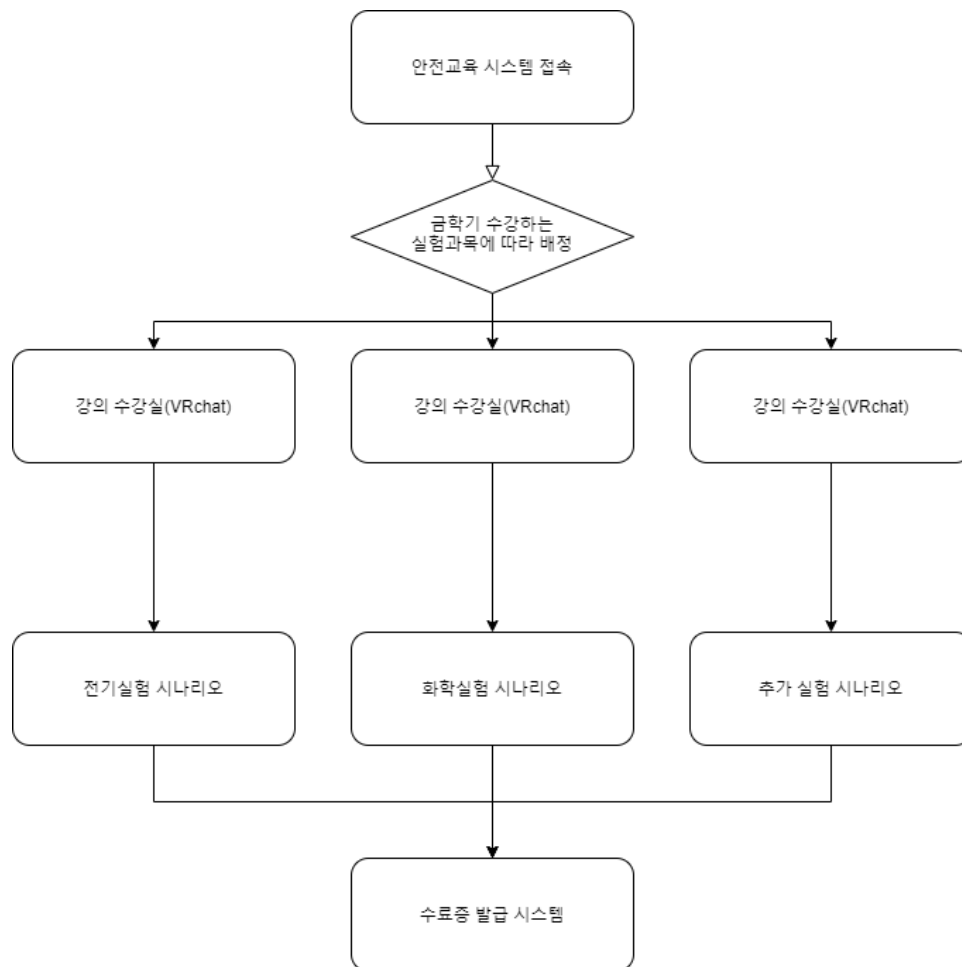 안전교육 시스템 접속
금학기 수강하는
실험과목에 따라 배정
강의 수강실(VRchat)
강의 수강실(VRchat)
강의 수강실(VRchat)
전기실험 시나리오
화학실험 시나리오
추가 실험 시나리오
수료증 발급 시스템